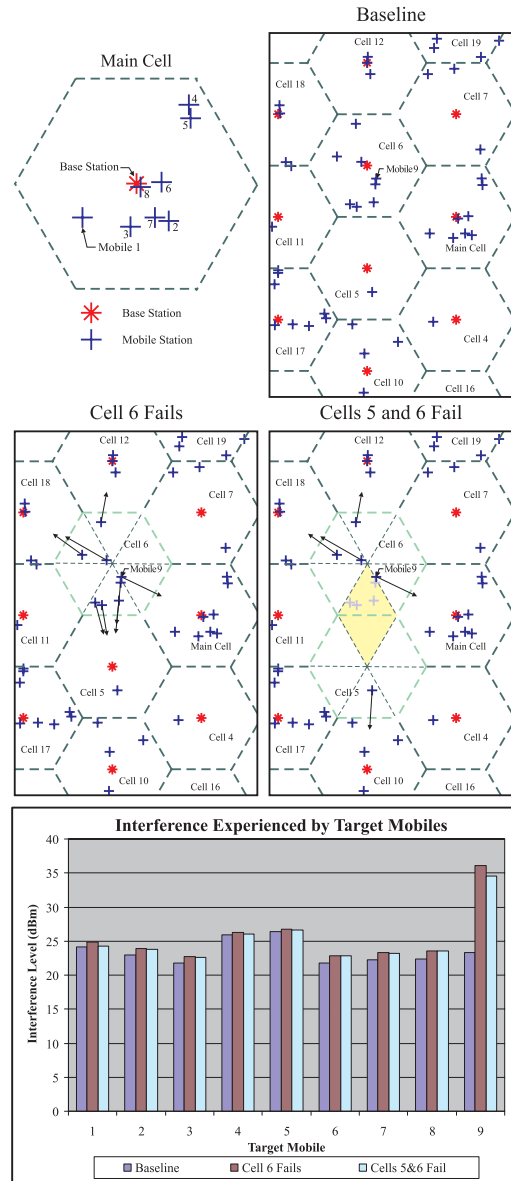 Main Cell
4
5
Base Station
8
6
3
7
2
Mobile 1
Base Station
Mobile Station
Baseline
Cell 12
Cell 19
Cell 18
Cell 7
Cell 6
Mobile9
Cell 11
Main Cell
Cell 5
Cell 17
Cell 4
Cell 10
Cell 16
Cell 6 Fails
Cell 12
Cell 19
Cell 18
Cell 7
Cell 6
Mobile9
Cell 11
Main Cell
Cell 5
Cell 17
Cell 4
Cell 10
Cell 16
Cells 5 and 6 Fail
Cell 12
Cell 19
Cell 18
Cell 7
Cell 6
Mobile9
Cell 11
Main Cell
Cell 5
Cell 17
Cell 4
Cell 10
Cell 16
Interference Experienced by Target Mobiles
Interference Level (dBm)
40
35
30
25
20
15
10
5
0
1 2 3 4 5 6 7 8 9
Target Mobile
Baseline Cell 6 Fails Cells 5&6 Fail